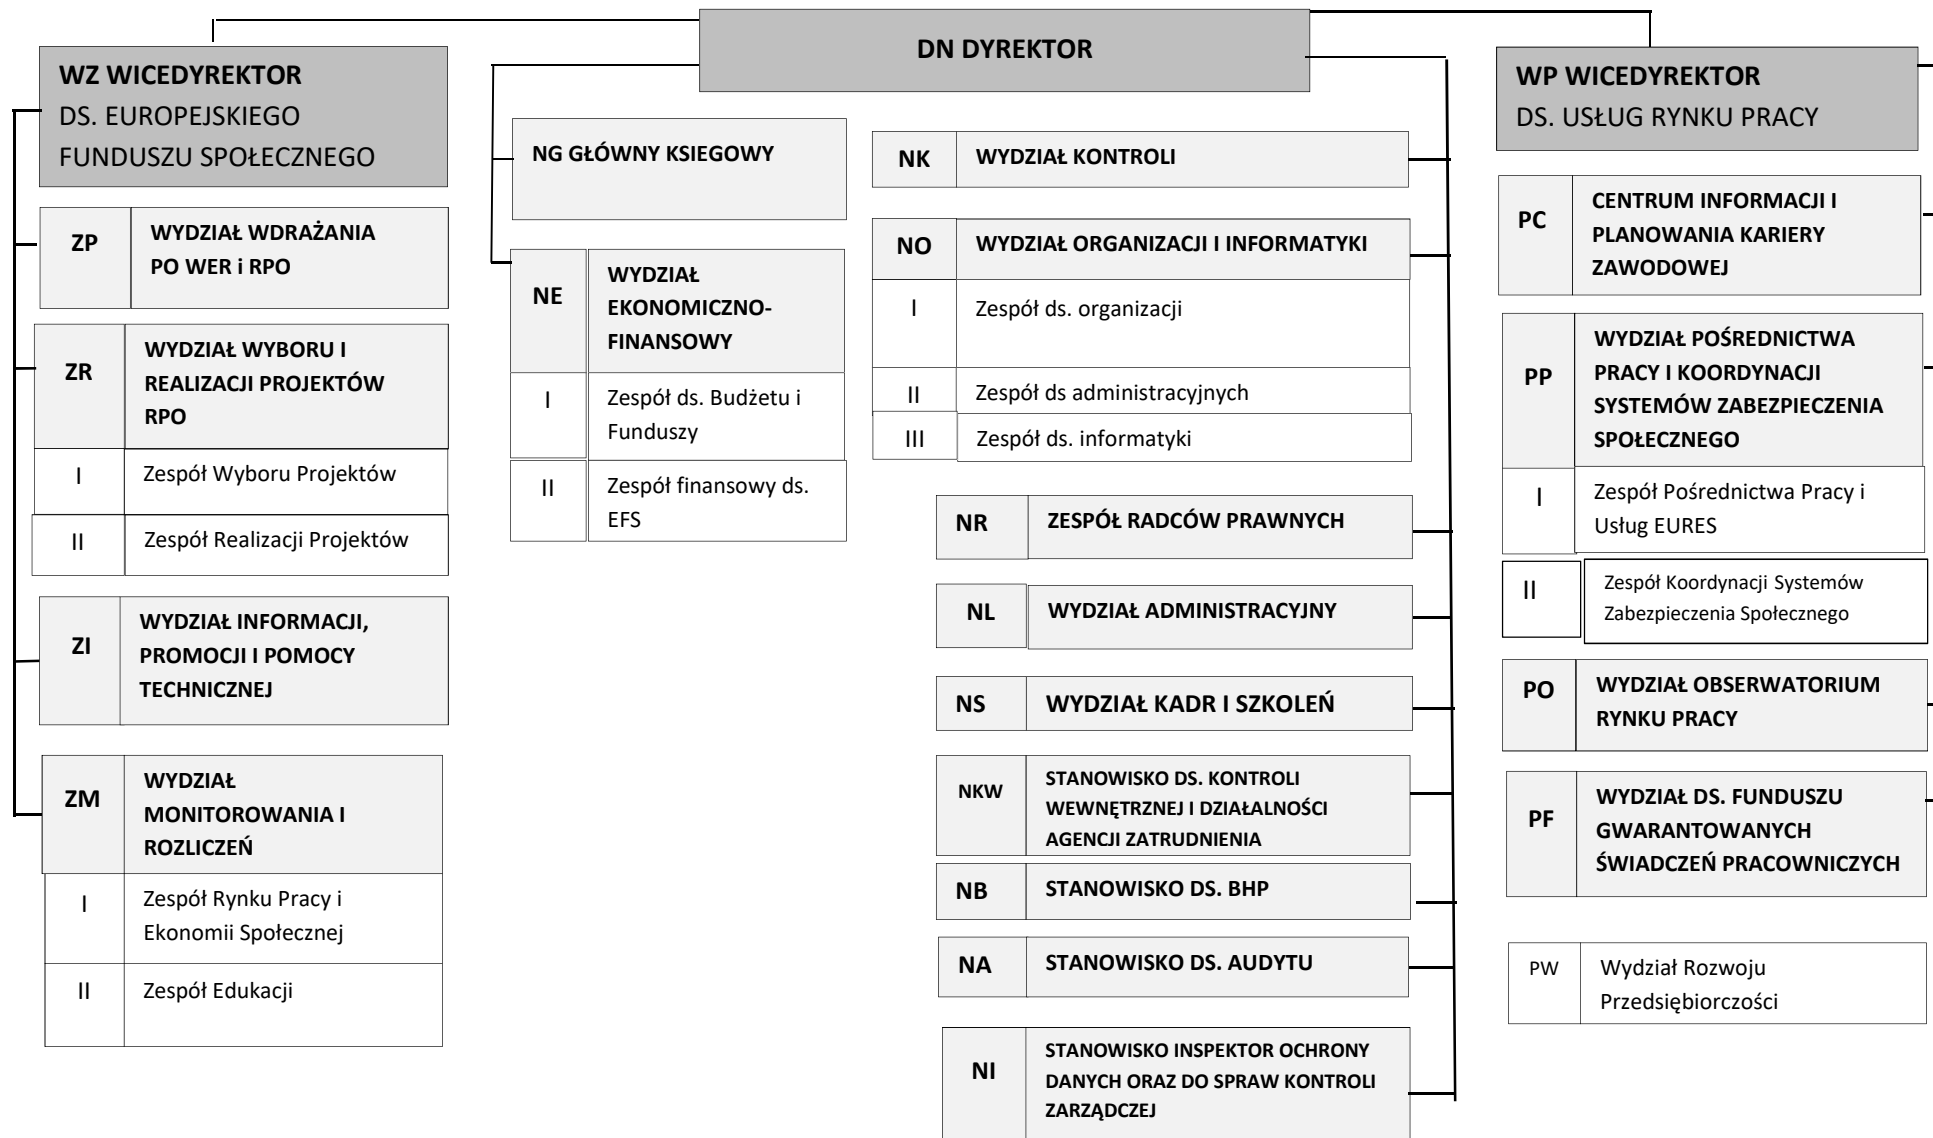 DN DYREKTOR
WZ WICEDYREKTOR
DS. EUROPEJSKIEGO
FUNDUSZU SPOŁECZNEGO
ZP
WYDZIAŁ WDRAŻANIA
PO WER i RPO
ZR
WYDZIAŁ WYBORU I
REALIZACJI PROJEKTÓW
RPO
I
Zespół Wyboru Projektów
II
Zespół Realizacji Projektów
ZI
WYDZIAŁ INFORMACJI,
PROMOCJI I POMOCY
TECHNICZNEJ
ZM
WYDZIAŁ
MONITOROWANIA I
ROZLICZEŃ
I
Zespół Rynku Pracy i
Ekonomii Społecznej
II
Zespół Edukacji
NG GŁÓWNY KSIEGOWY
NE
WYDZIAŁ
EKONOMICZNO-
FINANSOWY
I
Zespół ds. Budżetu i
Funduszy
II
Zespół finansowy ds.
EFS
NK
WYDZIAŁ KONTROLI
NO
WYDZIAŁ ORGANIZACJI I INFORMATYKI
I
Zespół ds. organizacji
II
Zespół ds administracyjnych
III
Zespół ds. informatyki
NR
ZESPÓŁ RADCÓW PRAWNYCH
NL
WYDZIAŁ ADMINISTRACYJNY
NS
WYDZIAŁ KADR I SZKOLEŃ
NKW
STANOWISKO DS. KONTROLI
WEWNĘTRZNEJ I DZIAŁALNOŚCI
AGENCJI ZATRUDNIENIA
NB
STANOWISKO DS. BHP
NA
STANOWISKO DS. AUDYTU
NI
STANOWISKO INSPEKTOR OCHRONY
DANYCH ORAZ DO SPRAW KONTROLI
ZARZĄDCZEJ
WP WICEDYREKTOR
DS. USŁUG RYNKU PRACY
PC
CENTRUM INFORMACJI I
PLANOWANIA KARIERY
ZAWODOWEJ
PP
WYDZIAŁ POŚREDNICTWA
PRACY I KOORDYNACJI
SYSTEMÓW ZABEZPIECZENIA
SPOŁECZNEGO
I
Zespół Pośrednictwa Pracy i
Usług EURES
II
Zespół Koordynacji Systemów
Zabezpieczenia Społecznego
PO
WYDZIAŁ OBSERWATORIUM
RYNKU PRACY
PF
WYDZIAŁ DS. FUNDUSZU
GWARANTOWANYCH
ŚWIADCZEŃ PRACOWNICZYCH
PW
Wydział Rozwoju
Przedsiębiorczości